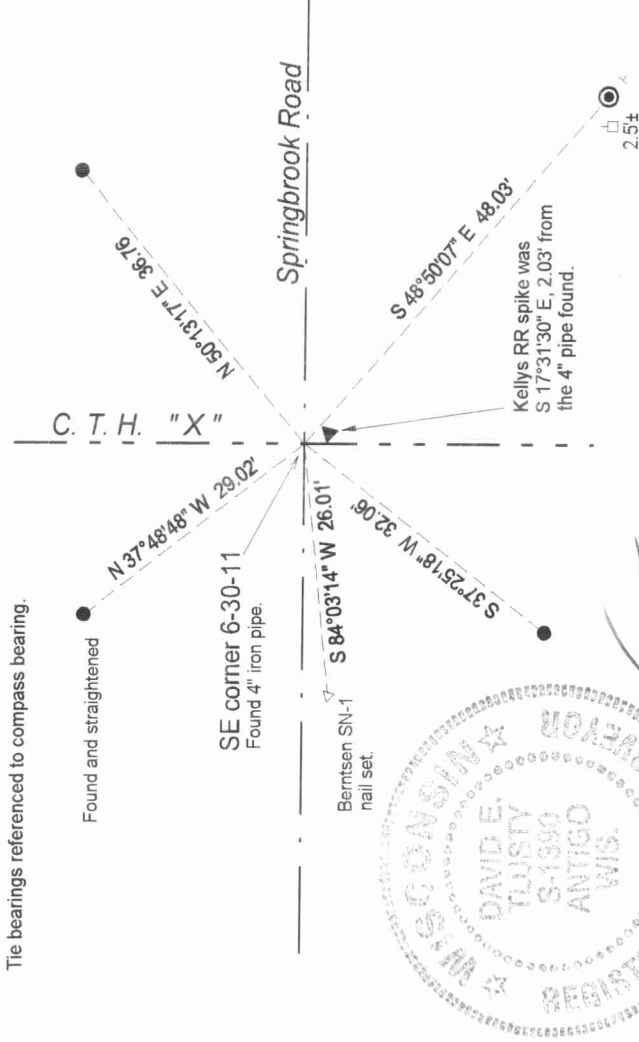 Tie bearings referenced to compass bearing.
Found and straightened
C. T. H. "X"
N 37°48'48" W 29.02'
N 50°13'17" E 36.76
Springbrook Road
SE corner 6-30-11
Found 4" iron pipe.
S 84°03'14" W 26.01'
Berntsen SN-1
nail set.
S 37°25'18" W 32.06'
S 48°50'07" E 48.03'
Kellys RR spike was
S 17°31'30" E, 2.03' from
the 4" pipe found.
2.5'±
WISCONSIN
DAVID E.
TLUSTY
S-1390
ANTIGO
WIS.